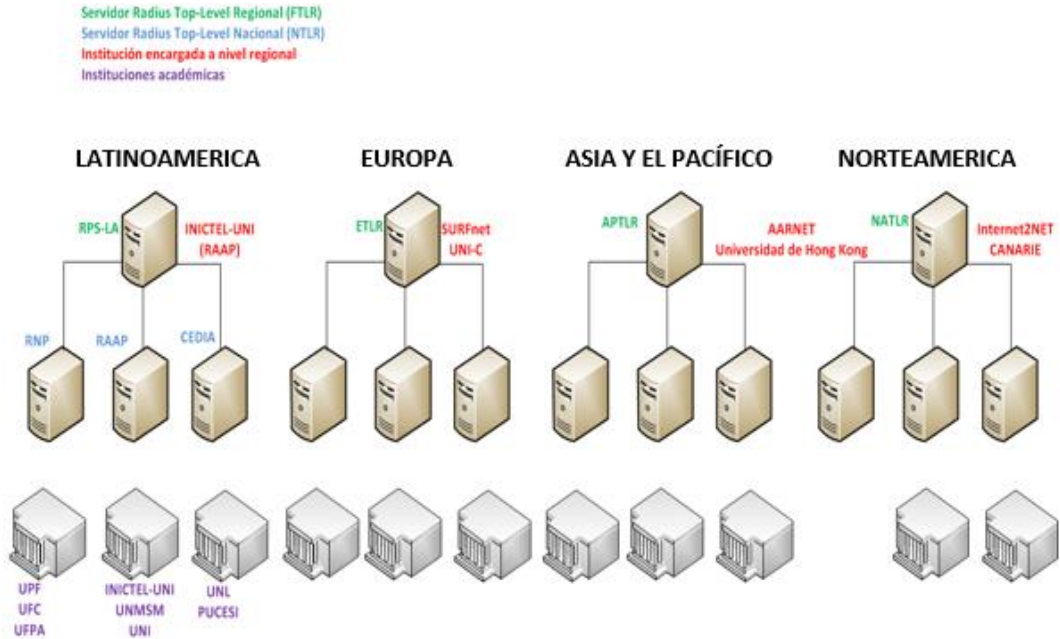 Servidor Radius Top-Level Regional (FTLR)
Servidor Radius Top-Level Nacional (NTLR)
Institución encargada a nivel regional
Instituciones académicas
LATINOAMERICA
EUROPA
ASIA Y EL PACÍFICO
NORTEAMERICA
RPS-LA
INICTEL-UNI
(RAAP)
ETLR
SURFnet
UNI-C
APTLR
AARNET
Universidad de Hong Kong
NATLR
Internet2NET
CANARIE
RNP
RAAP
CEDIA
UPF
UFC
UFPA
INICTEL-UNI
UNMSM
UNI
UNL
PUCESI